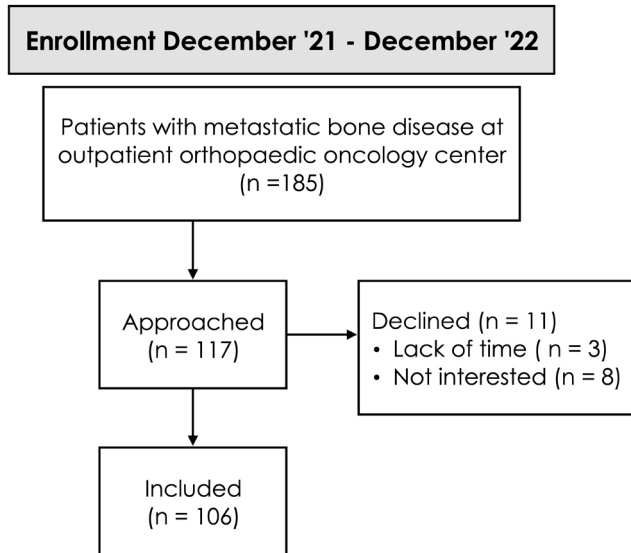 Enrollment December '21 - December '22
Patients with metastatic bone disease at
outpatient orthopaedic oncology center
(n =185)
Approached
(n = 117)
Declined (n = 11)
• Lack of time ( n = 3)
• Not interested (n = 8)
Included
(n = 106)